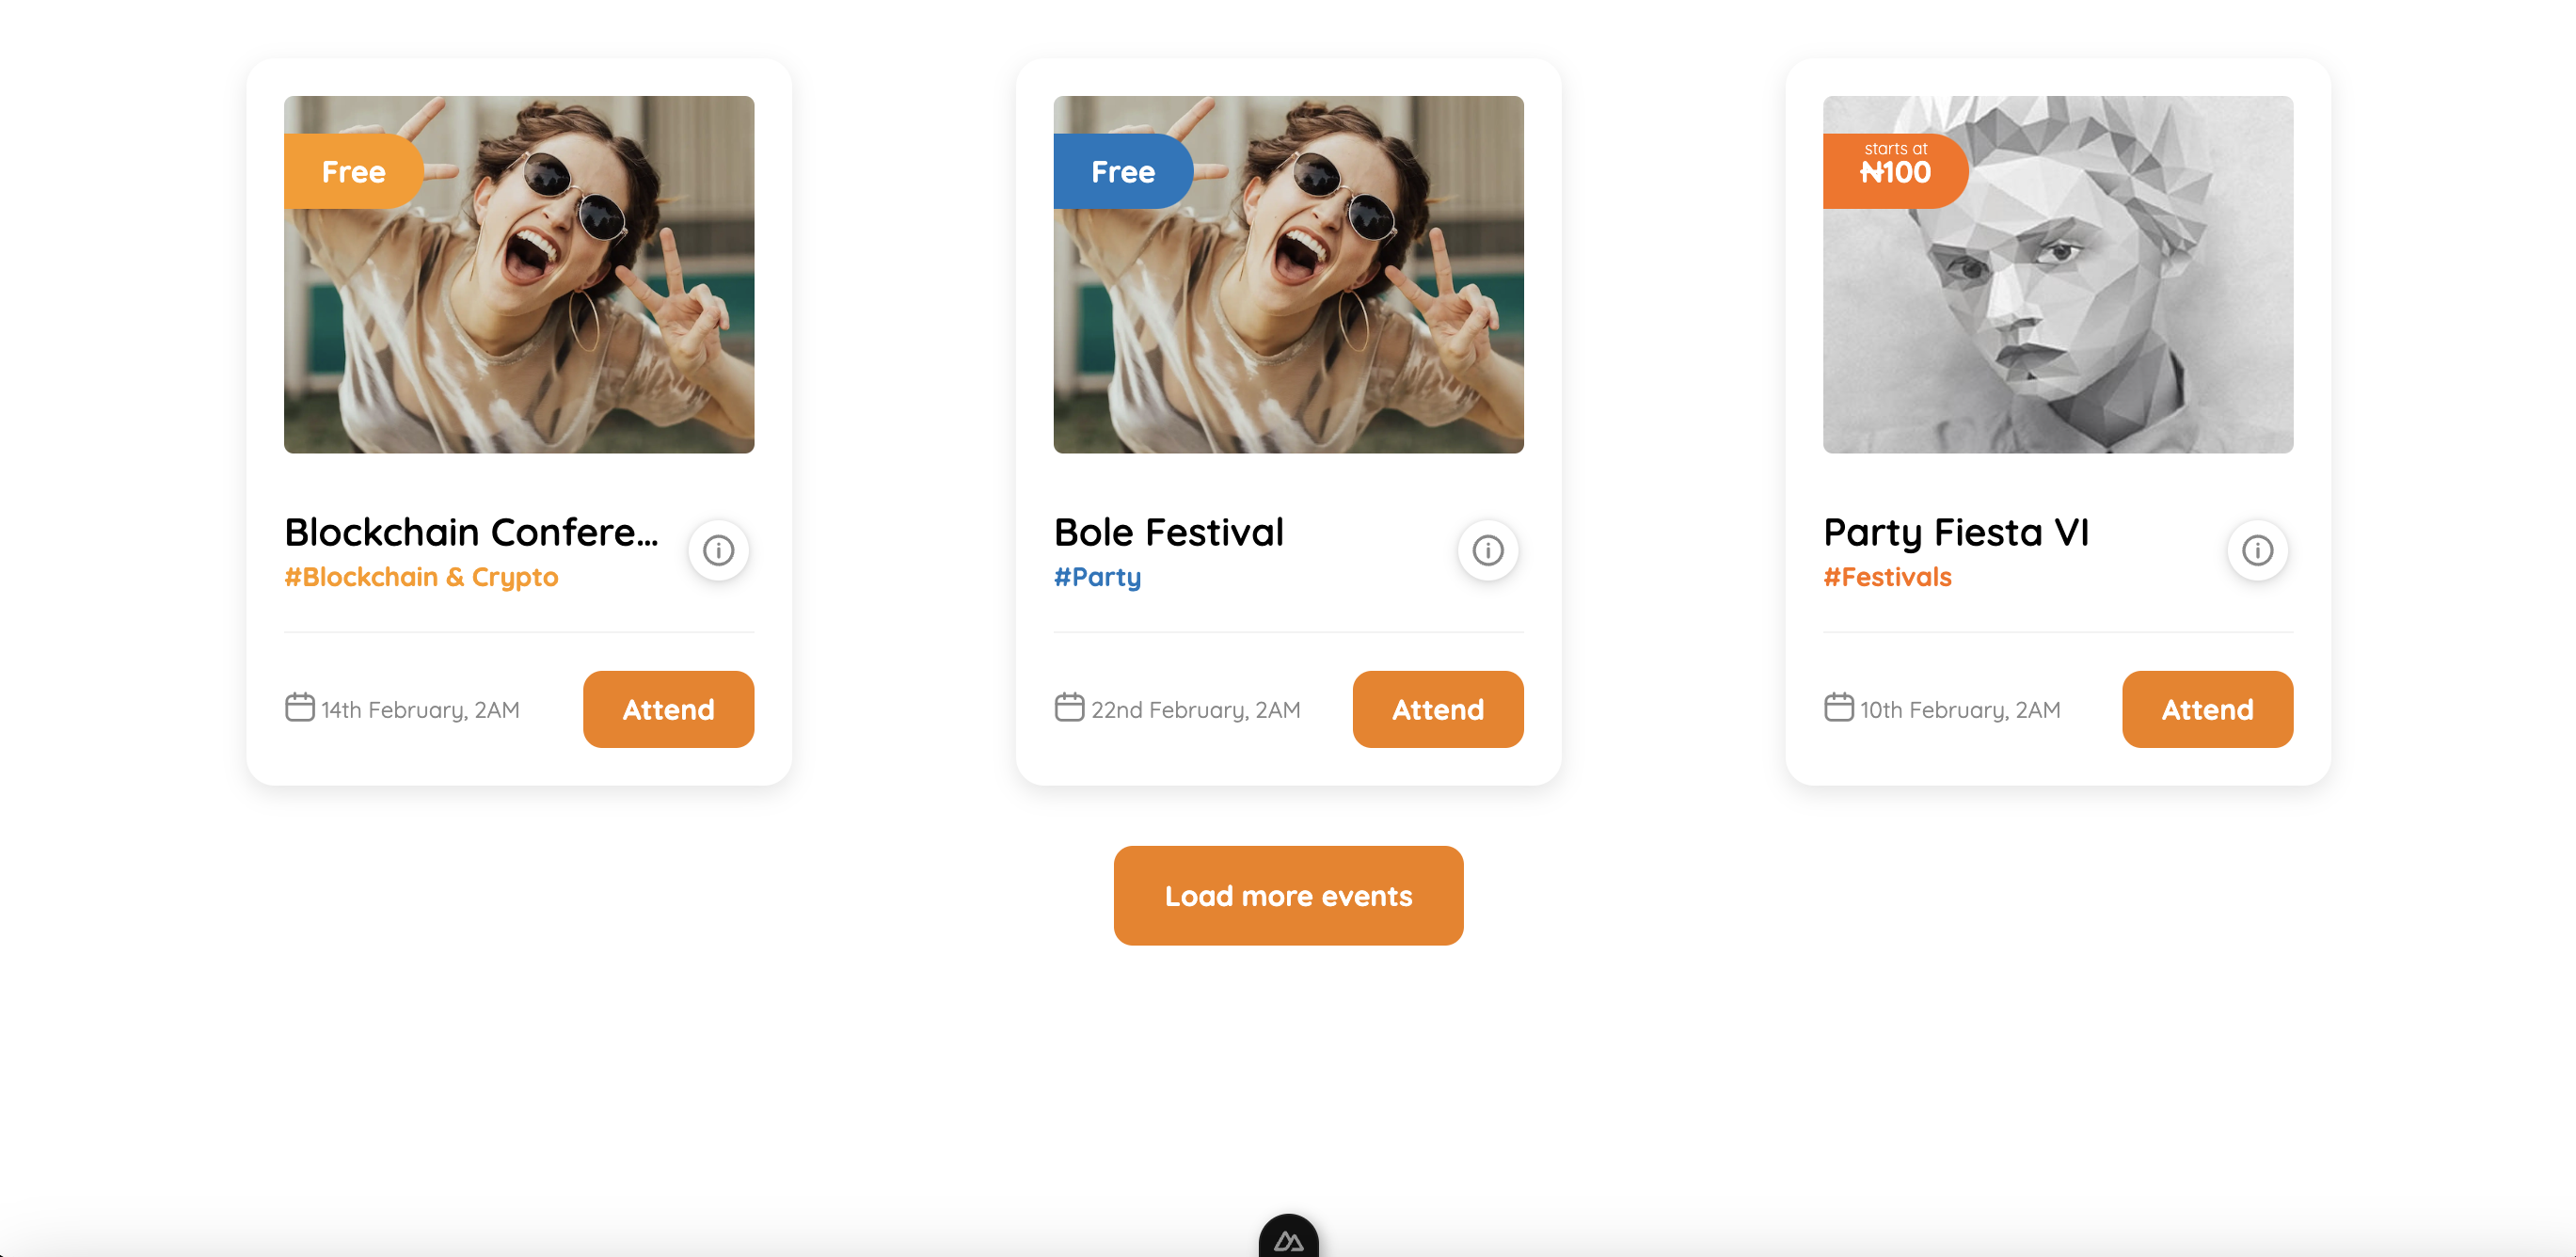 Free
Blockchain Confere...
#Blockchain & Crypto
14th February, 2AM
Attend
Free
Bole Festival
#Party
22nd February, 2AM
Attend
starts at
₦100
Party Fiesta VI
#Festivals
10th February, 2AM
Attend
Load more events